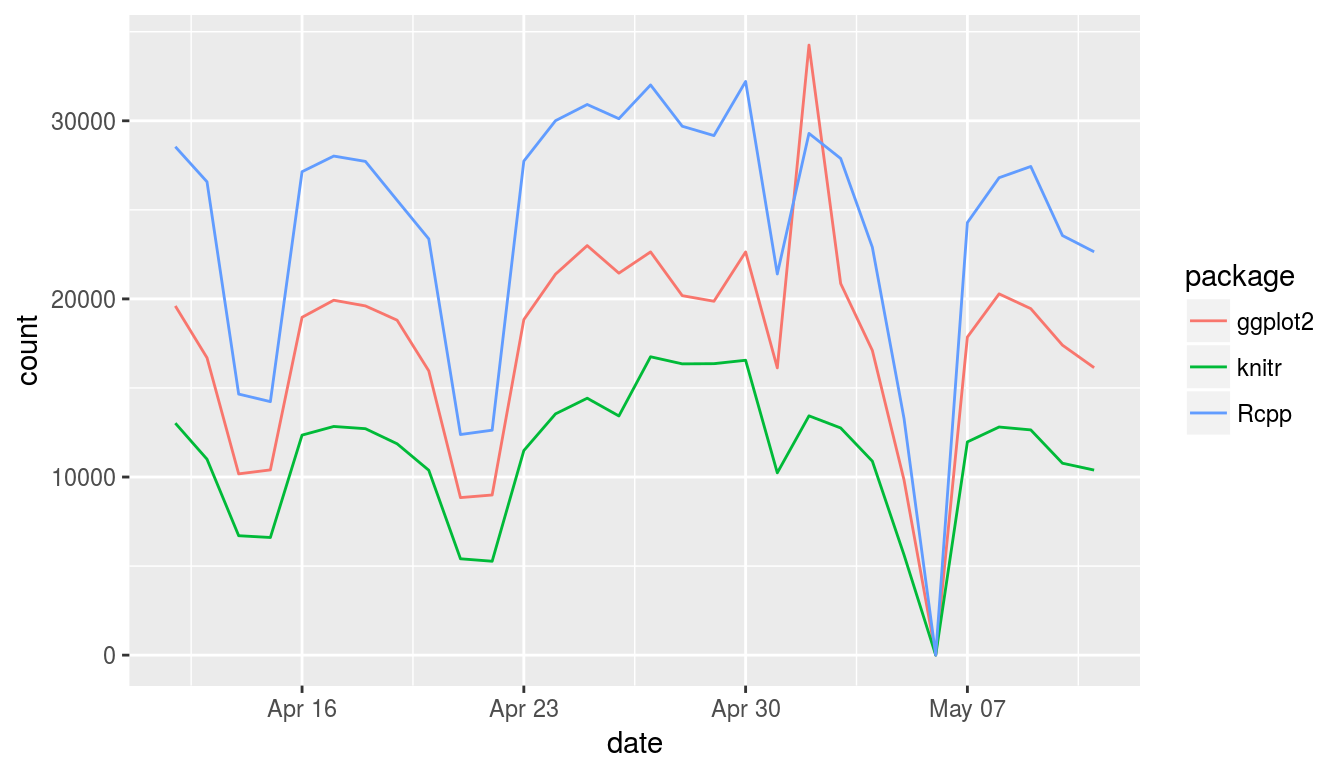 30000
20000
10000
0
count
Apr 16
Apr 23
Apr 30
May 07
date
package
ggplot2
knitr
Rcpp